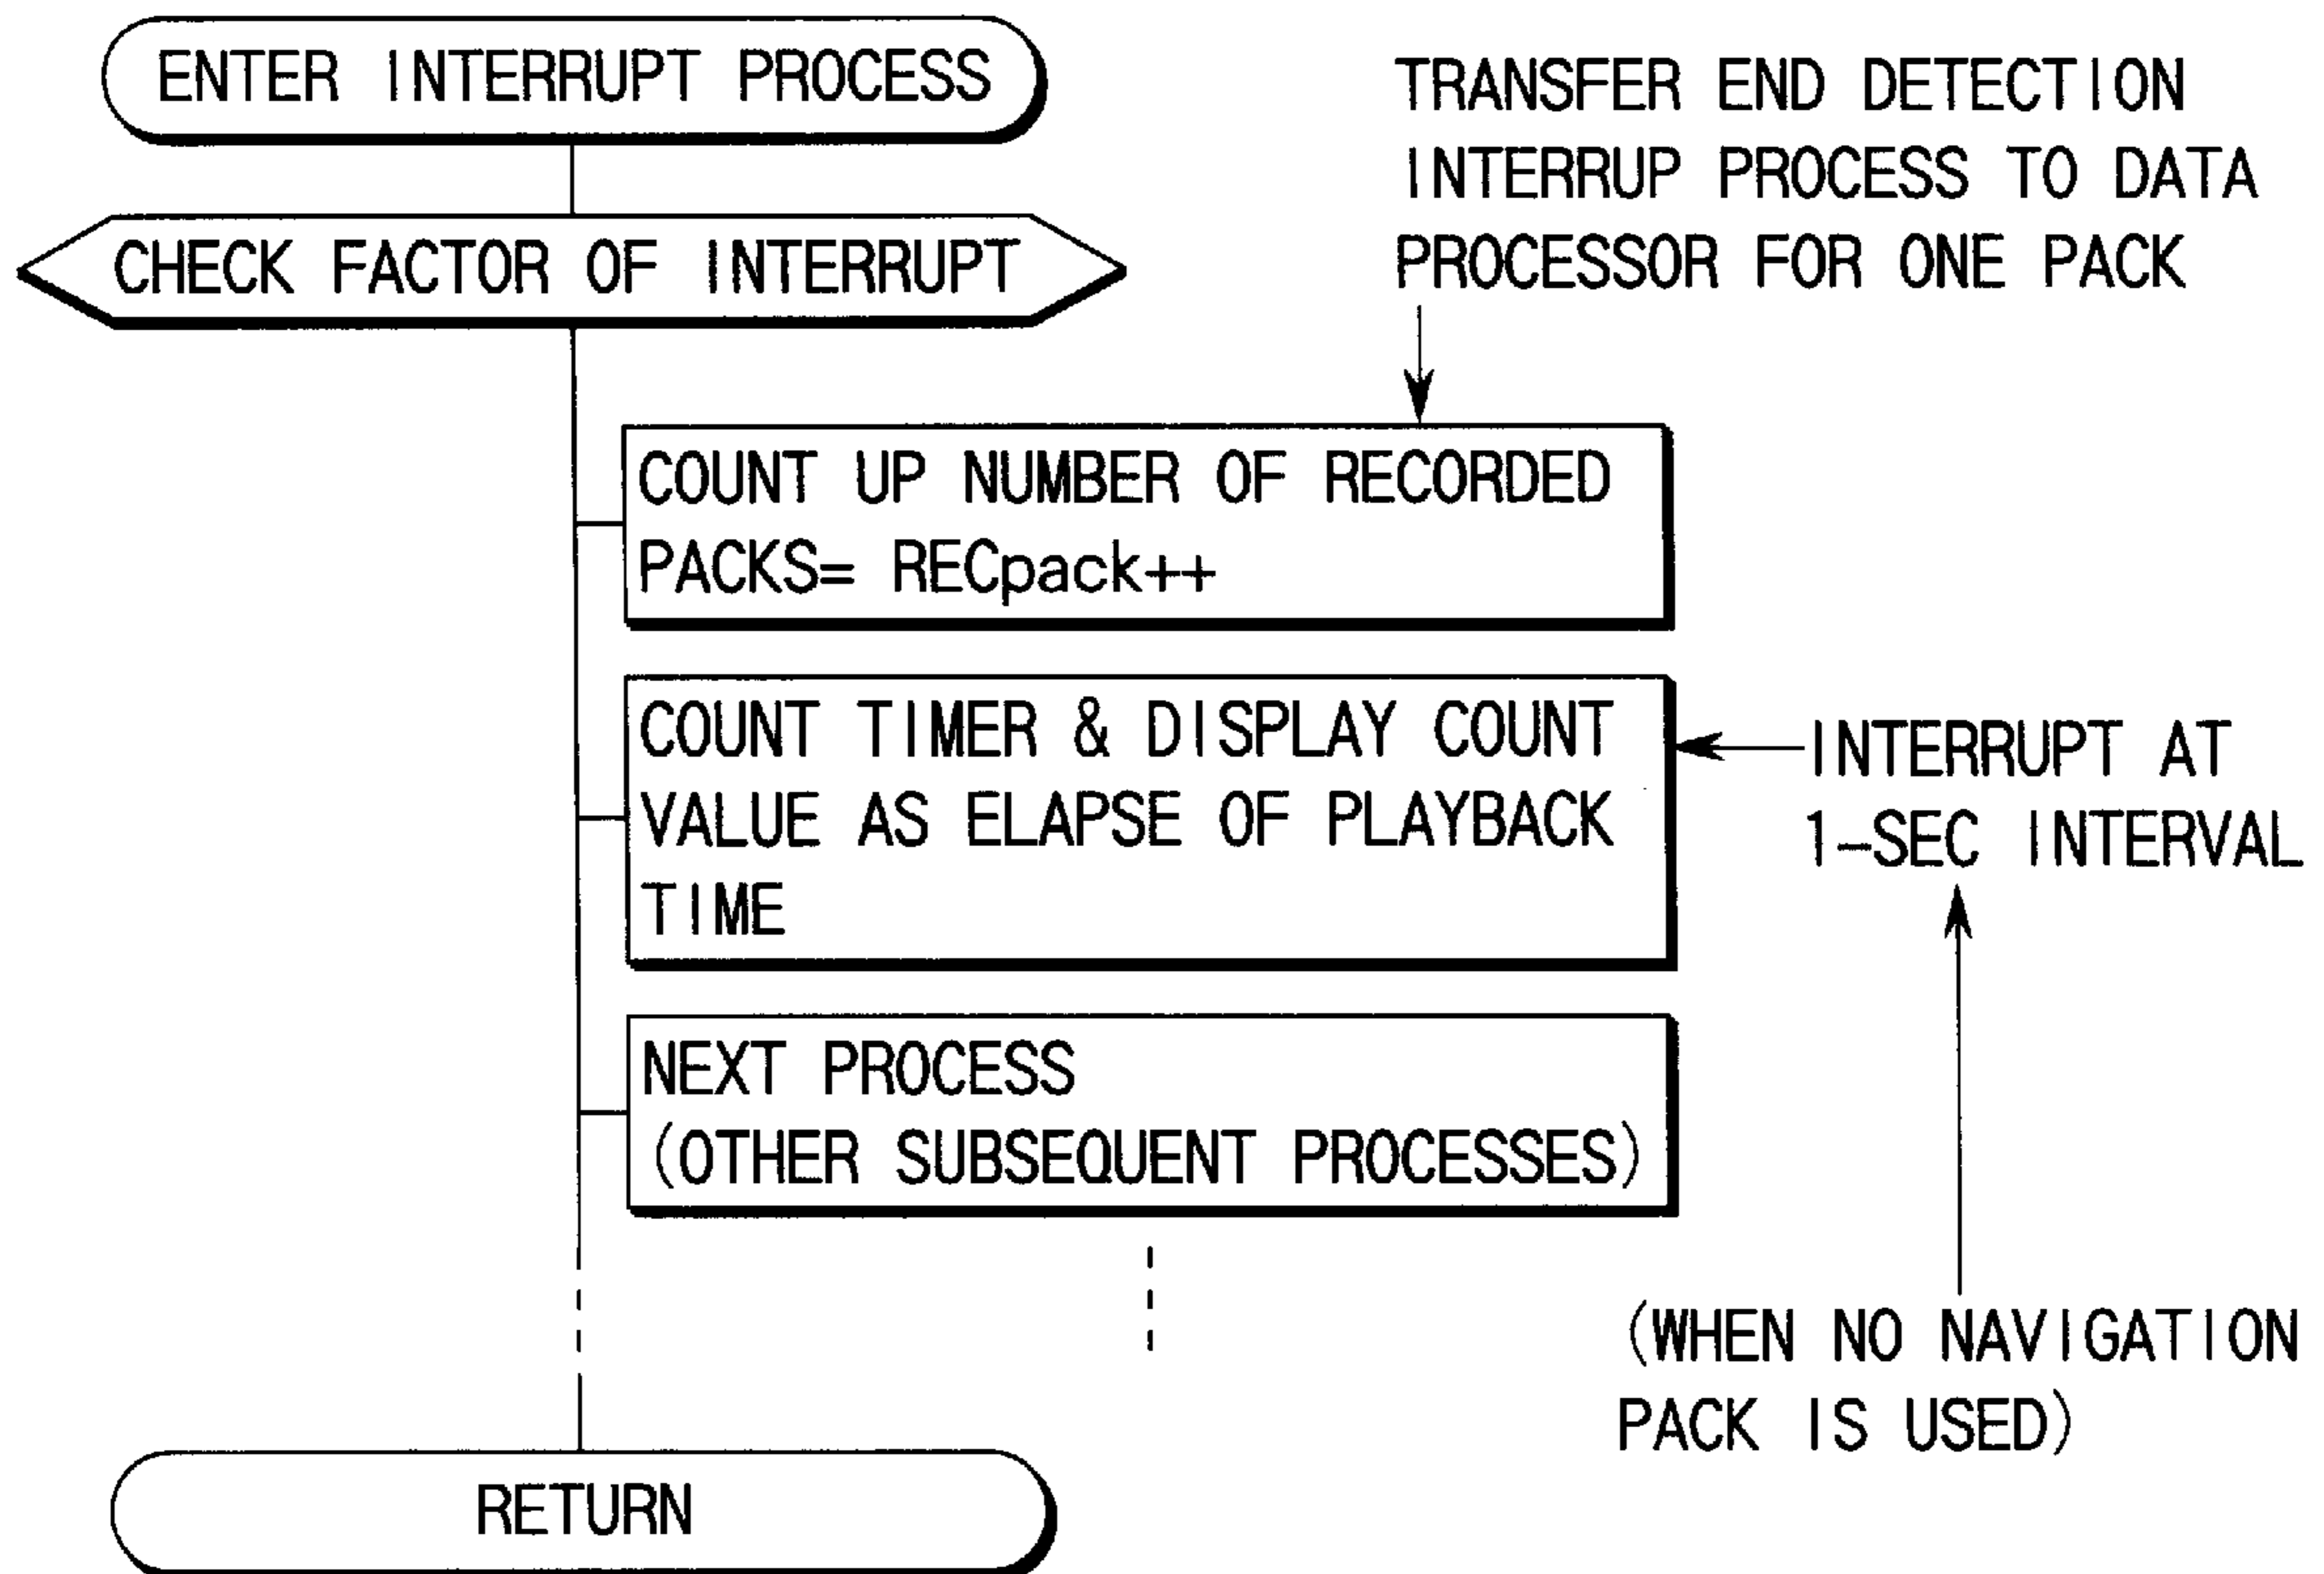 ENTER INTERRUPT PROCESS
TRANSFER END DETECTION
INTERRUP PROCESS TO DATA
PROCESSOR FOR ONE PACK
CHECK FACTOR OF INTERRUPT
COUNT UP NUMBER OF RECORDED
PACKS= RECpack++
COUNT TIMER & DISPLAY COUNT
VALUE AS ELAPSE OF PLAYBACK
TIME
INTERRUPT AT
1-SEC INTERVAL
NEXT PROCESS
(OTHER SUBSEQUENT PROCESSES)
(WHEN NO NAVIGATION
PACK IS USED)
RETURN